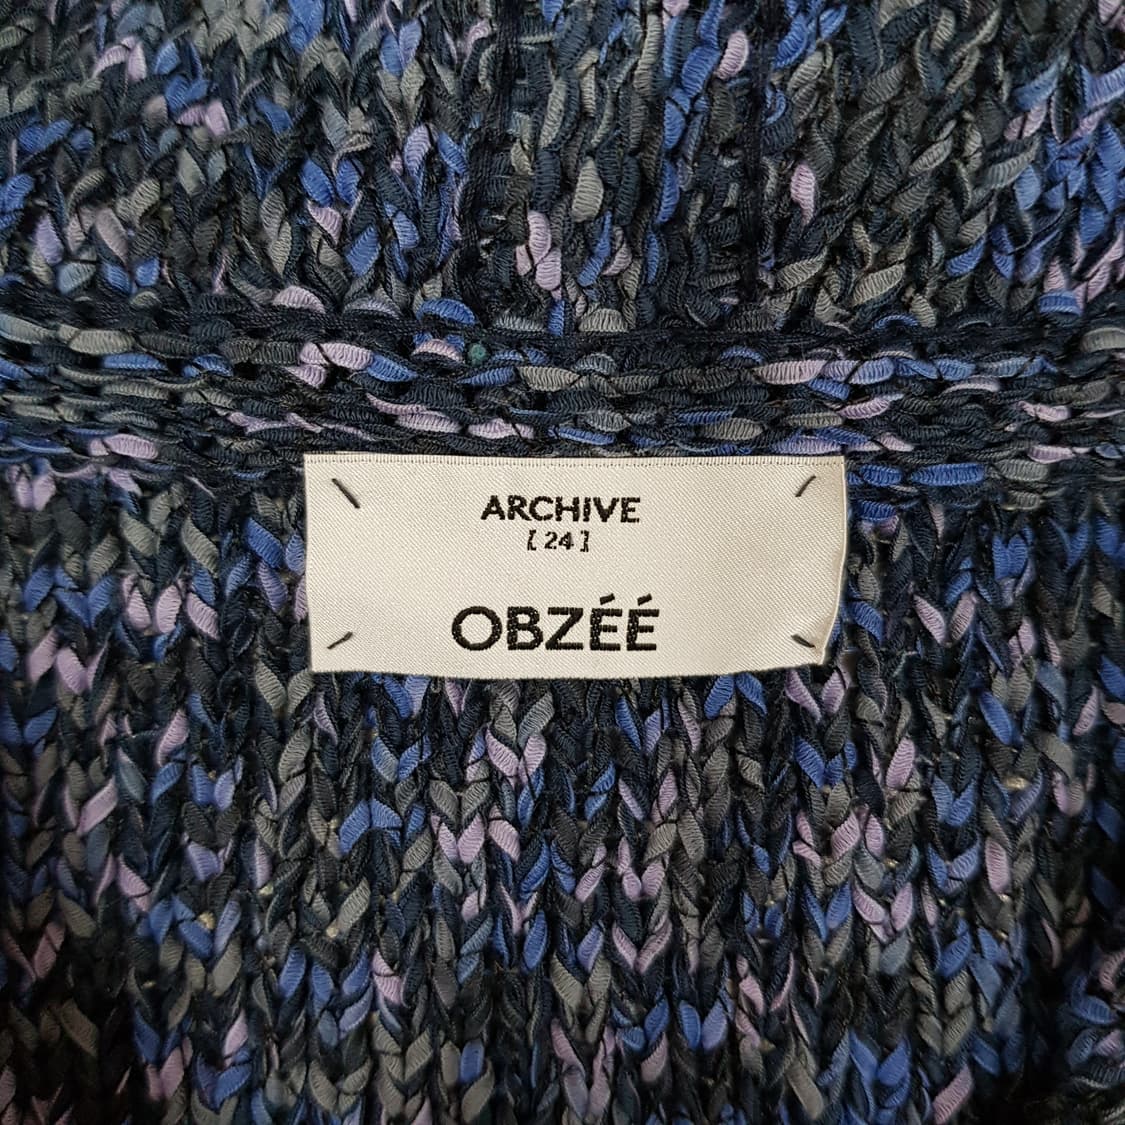 ARCHIVE
[ 24 ]
OBZÉÉ